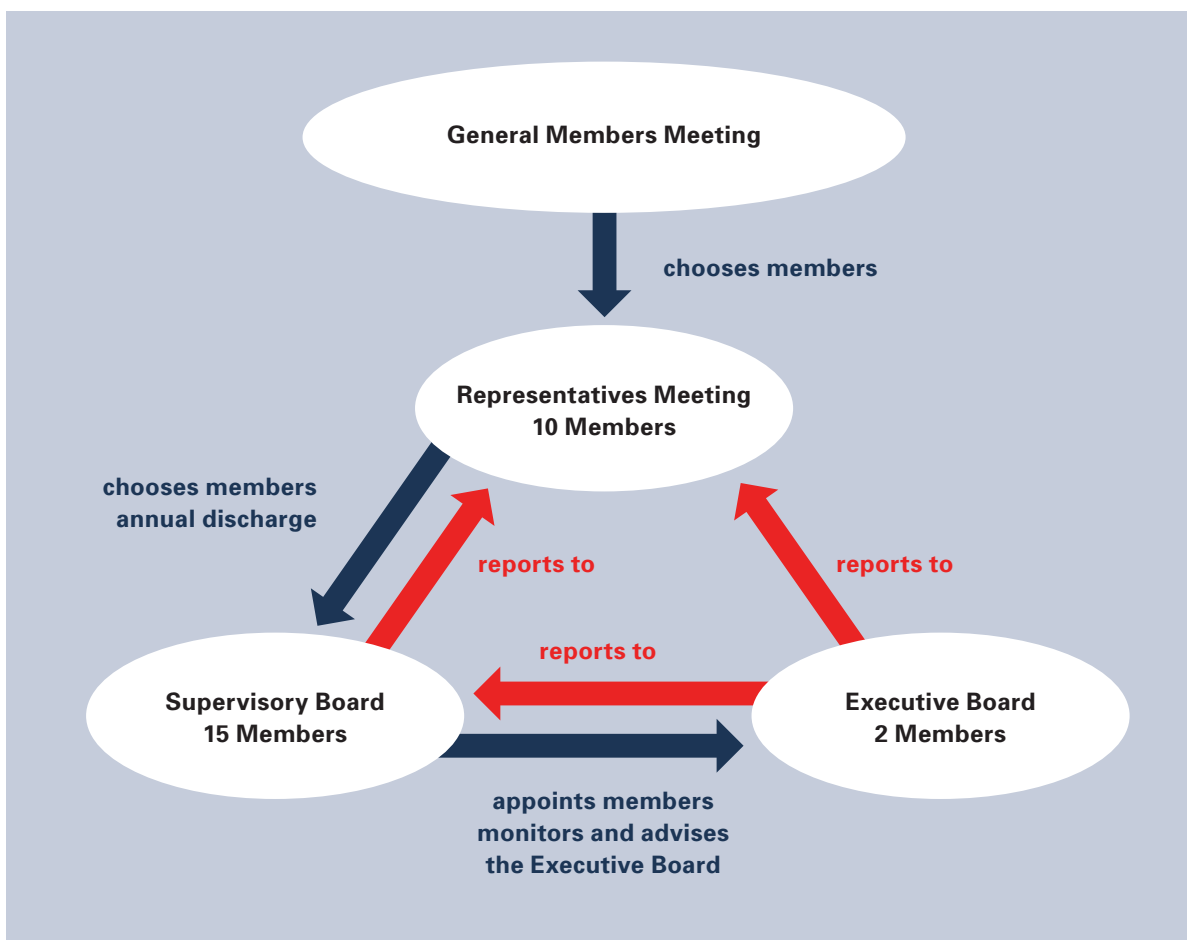 General Members Meeting
chooses members
Representatives Meeting
10 Members
chooses members
annual discharge
reports to
reports to
reports to
Supervisory Board
15 Members
Executive Board
2 Members
appoints members
monitors and advises
the Executive Board